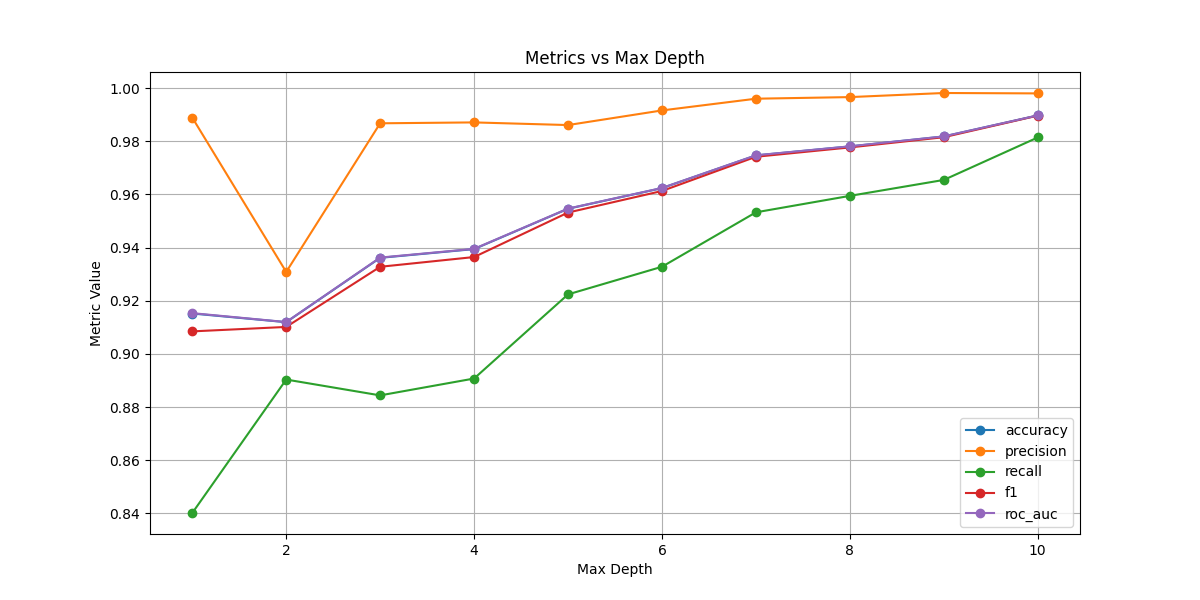 Metrics vs Max Depth
Metric Value
1.00
0.98
0.96
0.94
0.92
0.90
0.88
0.86
0.84
2
4
6
8
10
Max Depth
accuracy
precision
recall
f1
roc_auc